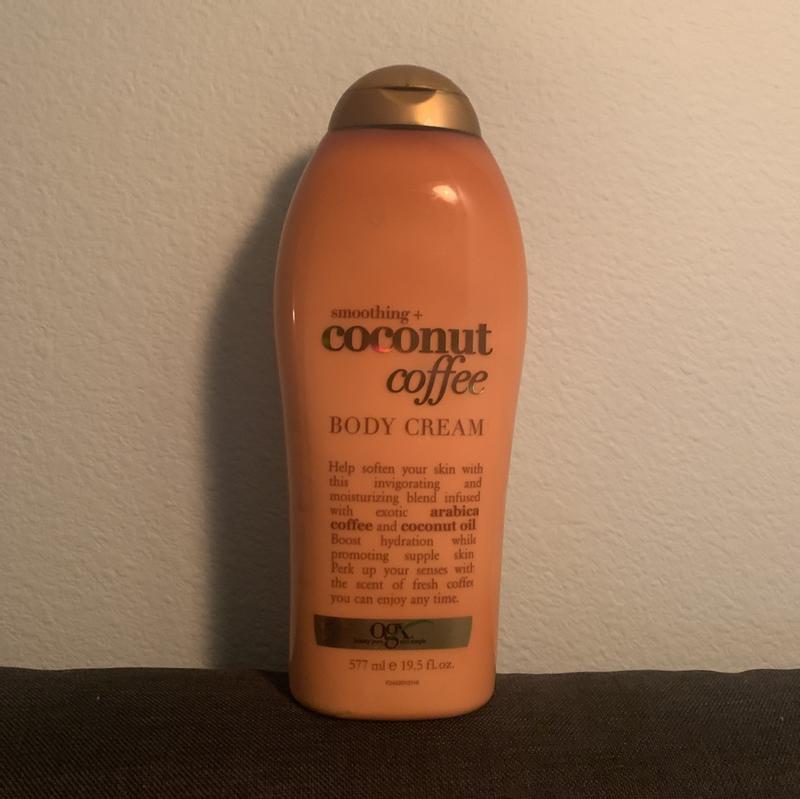 smoothing +
coconut
coffee
BODY CREAM
Help soften your skin with
this invigorating and
moisturizing blend infused
with exotic arabica
coffee and coconut oil
Boost hydration while
promoting supple skin
Perk up your senses with
the scent of fresh coffee
you can enjoy any time.
ogx
577 ml e 19.5 fl.oz.